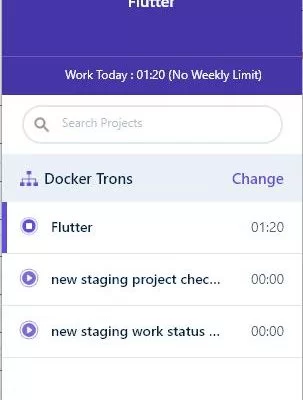 Flutter
Work Today : 01:20 (No Weekly Limit)
Search Projects
Docker Trons Change
Flutter 01:20
new staging project chec... 00:00
new staging work status ... 00:00